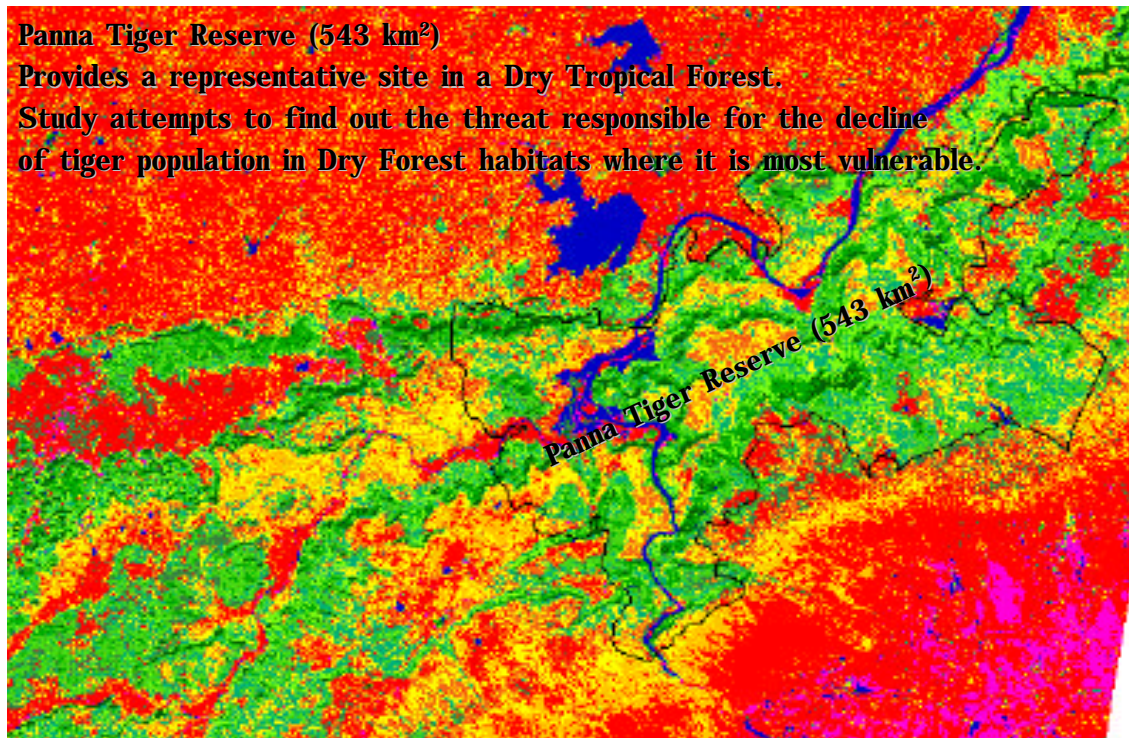 Panna Tiger Reserve (543 km²)
Provides a representative site in a Dry Tropical Forest.
Study attempts to find out the threat responsible for the decline
of tiger population in Dry Forest habitats where it is most vulnerable.
Panna Tiger Reserve (543 km²)